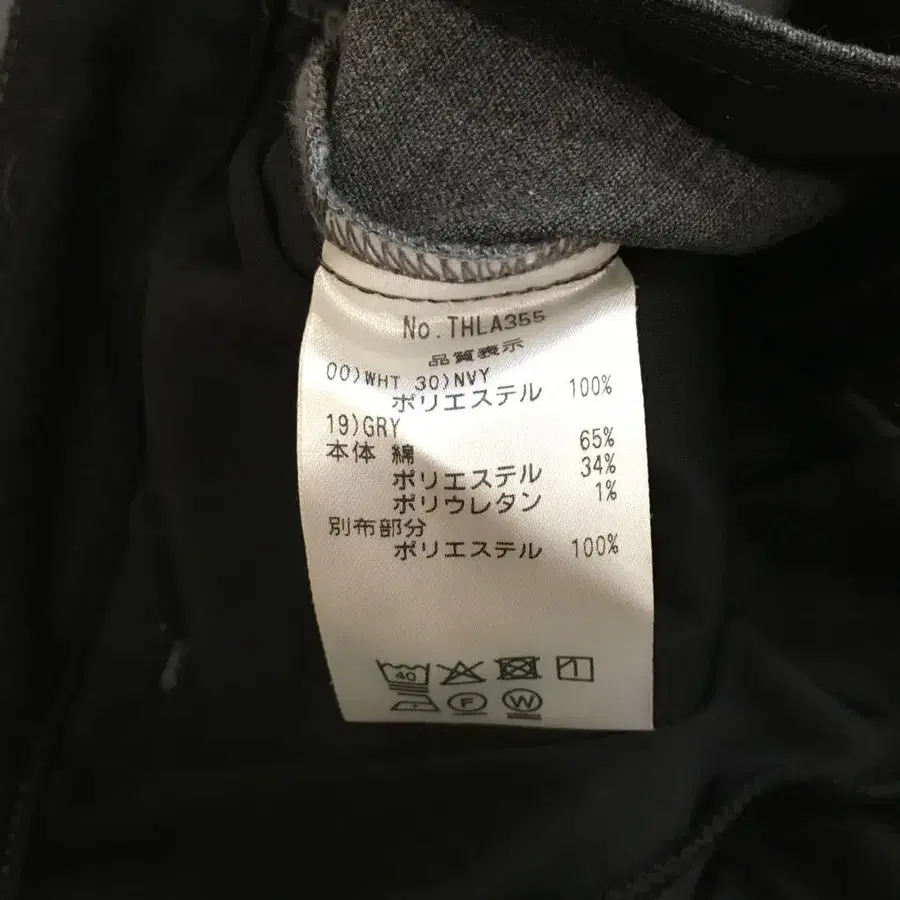 No.THLA355
品質表示
00)WHT 30)NVY
ポリエステル 100%
19)GRY
本体 綿 65%
ポリエステル 34%
ポリウレタン 1%
別布部分
ポリエステル 100%
40
F W